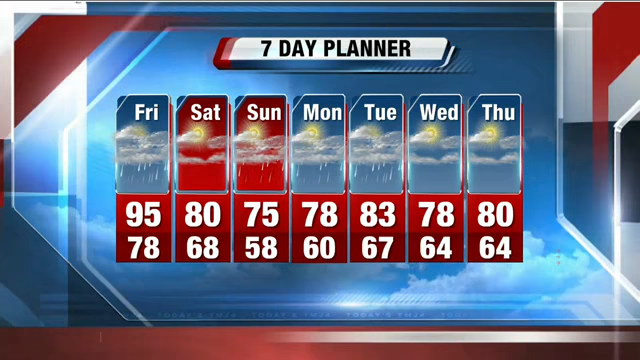 7 DAY PLANNER
Fri Sat Sun Mon Tue Wed Thu
95 80 75 78 83 78 80
78 68 58 60 67 64 64